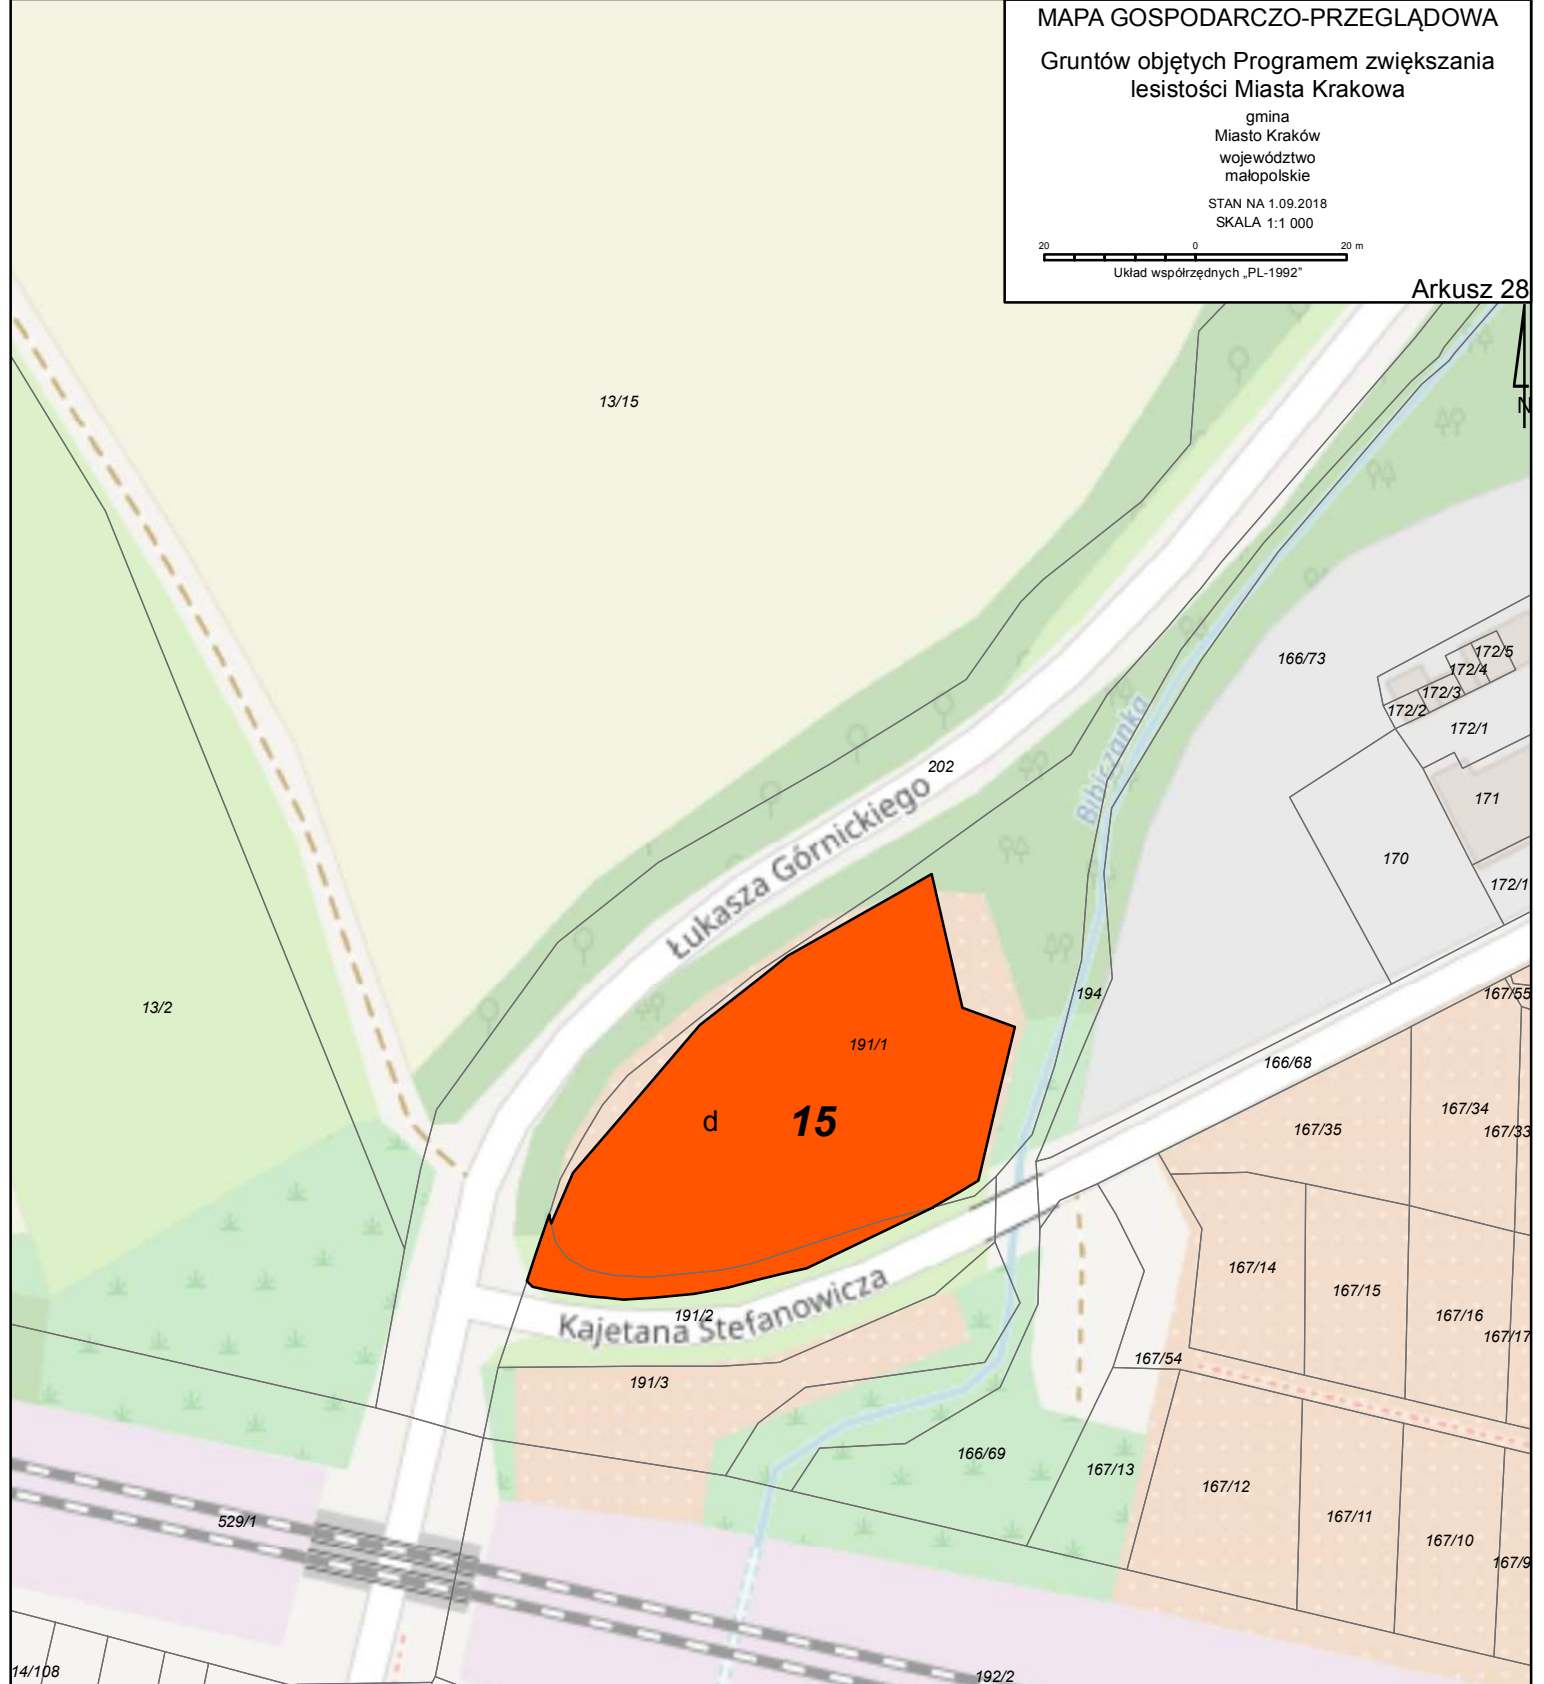 MAPA GOSPODARCZO-PRZEGLĄDOWA
Gruntów objętych Programem zwiększania
lesistości Miasta Krakowa
gmina
Miasto Kraków
województwo
małopolskie
STAN NA 1.09.2018
SKALA 1:1 000
20 0 20 m
Układ współrzędnych „PL-1992”
Arkusz 28
N
13/15
166/73
172/5
172/4
172/3
172/2
172/1
202
Bibiczanka
171
Łukasza Górnickiego
170
172/1
194
167/55
13/2
191/1
166/68
d 15
167/34
167/35
167/33
167/14
167/15
167/16
Kajetana Stefanowicza
191/2
167/17
167/54
191/3
166/69
167/13
167/12
167/11
529/1
167/10
167/9
14/108
192/2